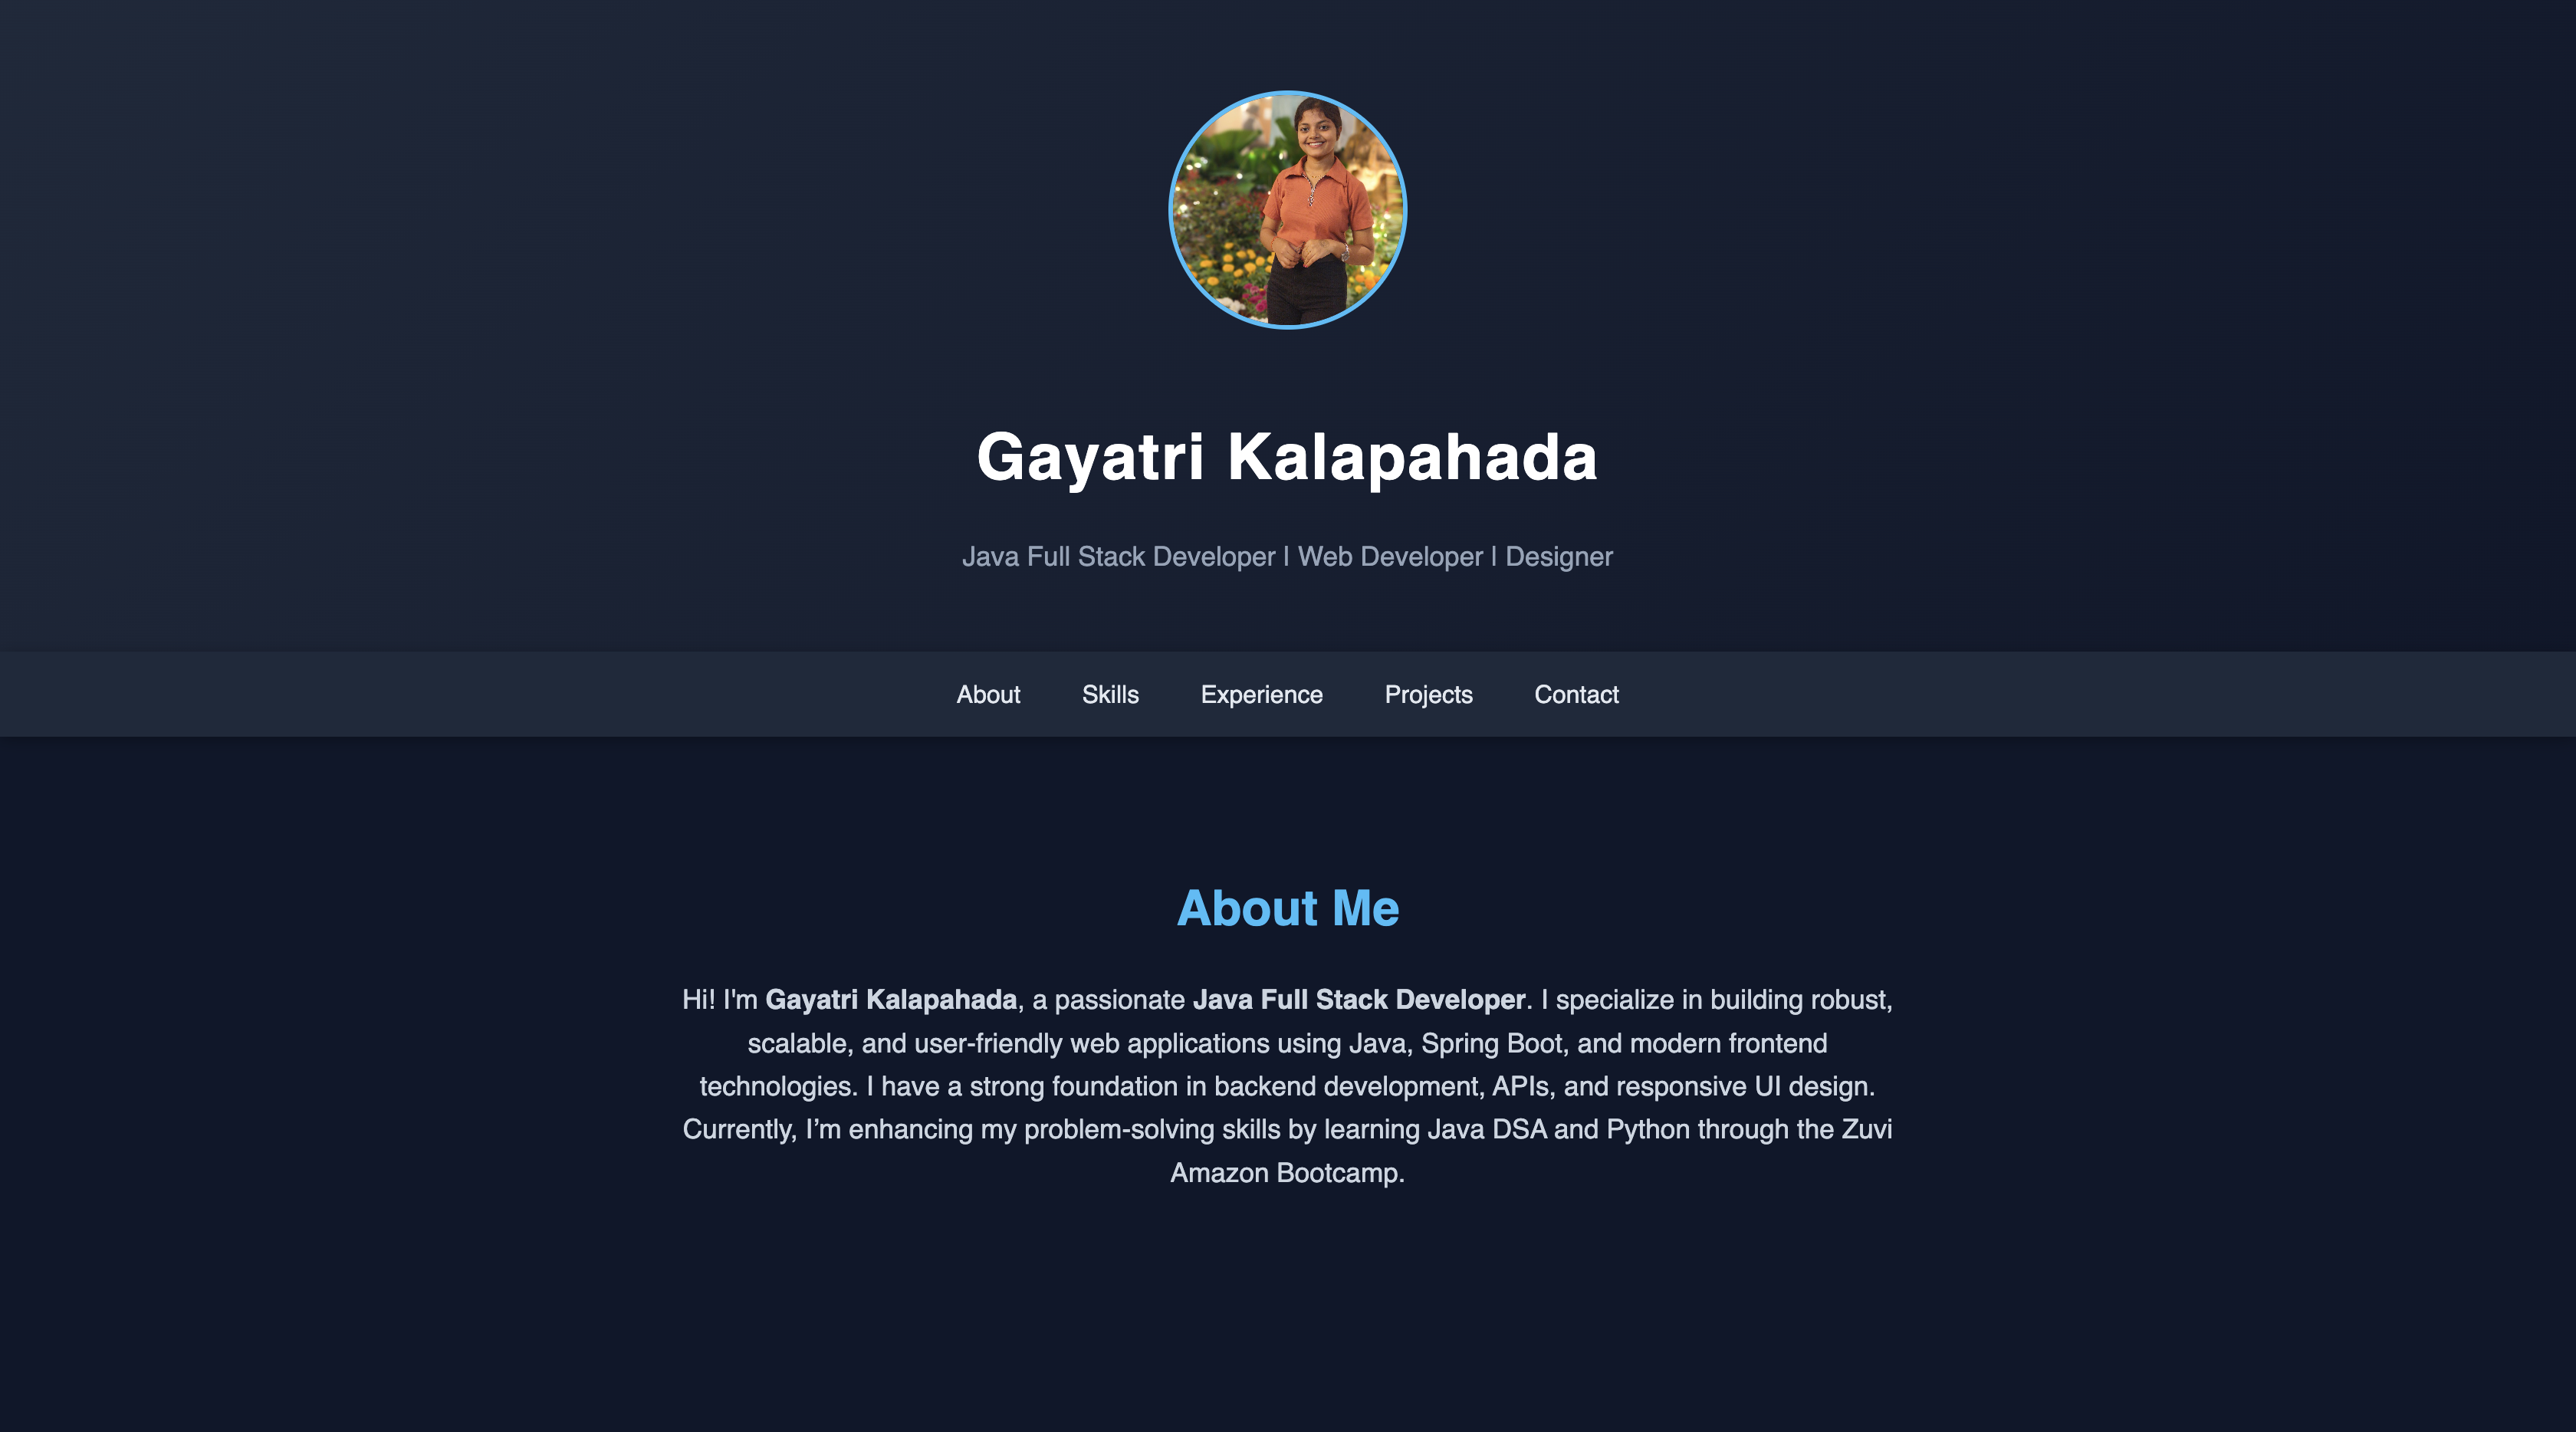 Gayatri Kalapahada
Java Full Stack Developer | Web Developer | Designer
About Skills Experience Projects Contact
About Me
Hi! I'm Gayatri Kalapahada, a passionate Java Full Stack Developer. I specialize in building robust,
scalable, and user-friendly web applications using Java, Spring Boot, and modern frontend
technologies. I have a strong foundation in backend development, APIs, and responsive UI design.
Currently, I’m enhancing my problem-solving skills by learning Java DSA and Python through the Zuvi
Amazon Bootcamp.